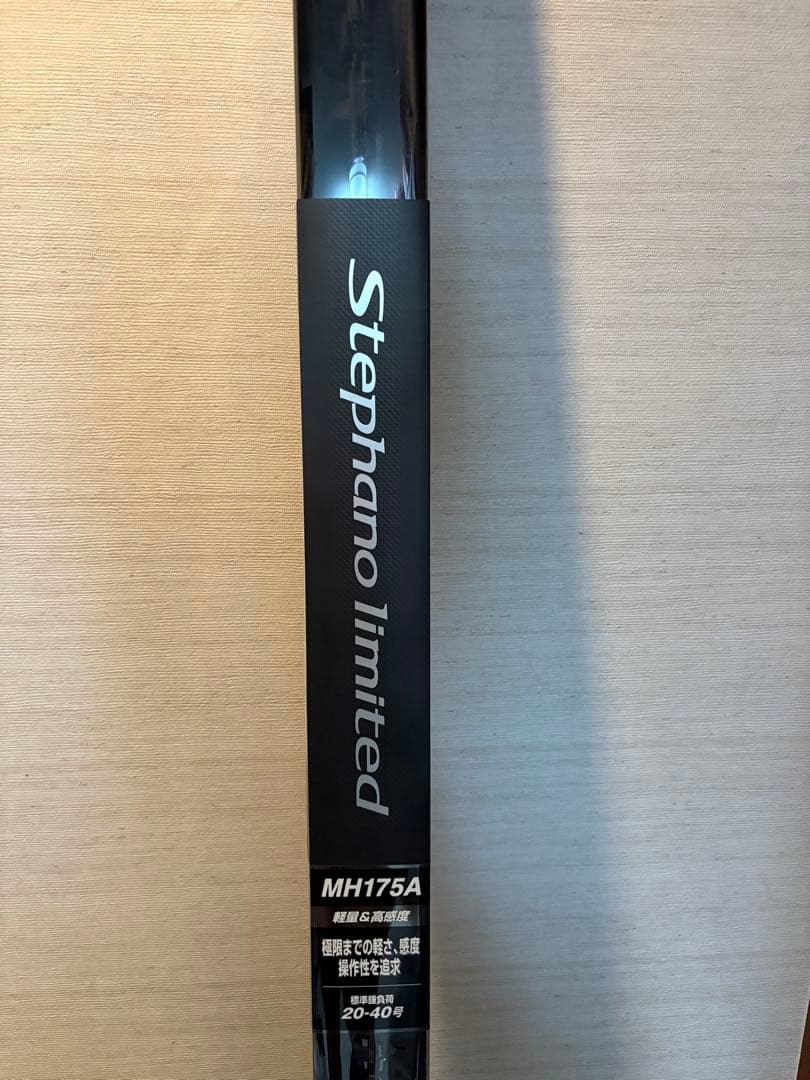 Stephano limited
MH175A
軽量&高感度
極限までの軽さ、感度
操作性を追求
標準錘負荷
20-40号